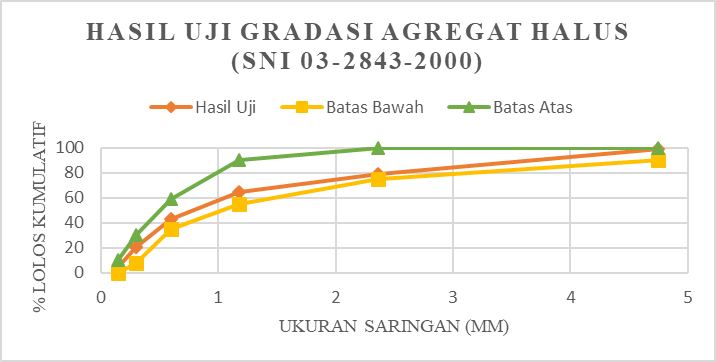 HASIL UJI GRADASI AGREGAT HALUS
(SNI 03-2843-2000)
Hasil Uji Batas Bawah Batas Atas
% LOLOS KUMULATIF
100
80
60
40
20
0
0 1 2 3 4 5
UKURAN SARINGAN (MM)